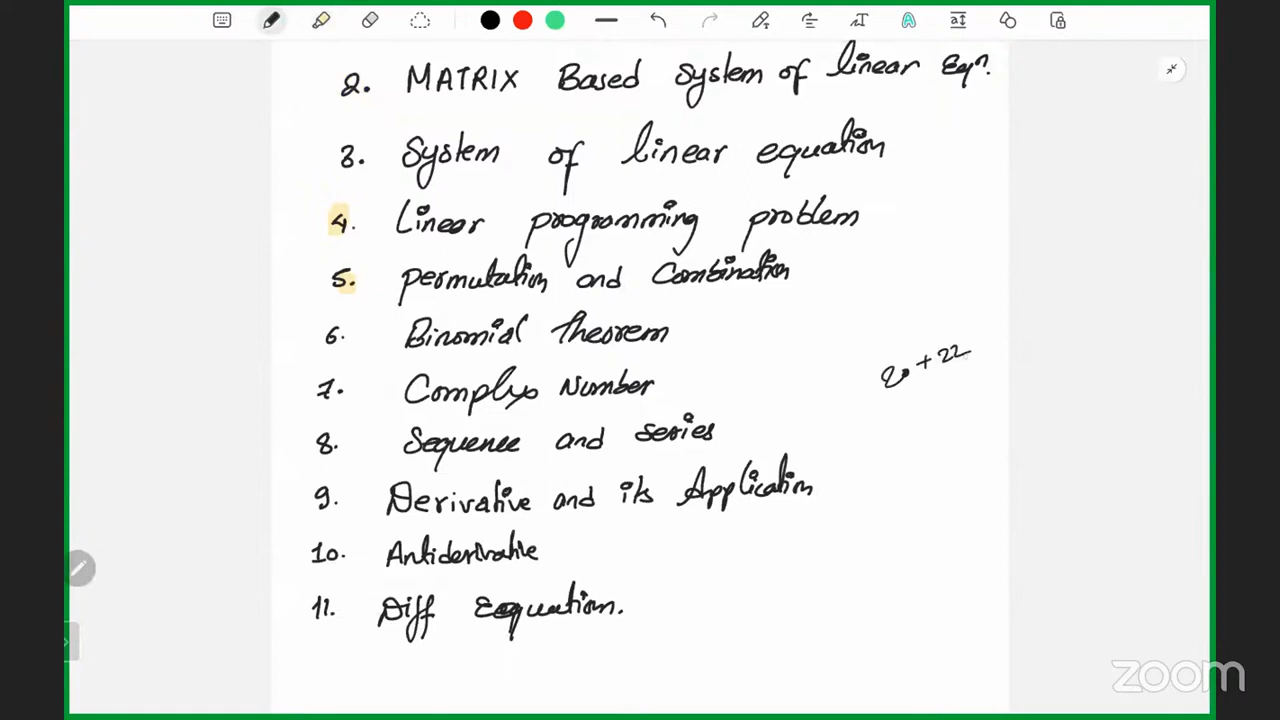 2. MATRIX Based System of linear Eqn.
3. System of linear equation
4. Linear programming problem
5. Permutation and Combination
6. Binomial Theorem
20 + 22
7. Complex Number
8. Sequence and series
9. Derivative and its Application
10. Antiderivative
11. Diff Equation.
zoom